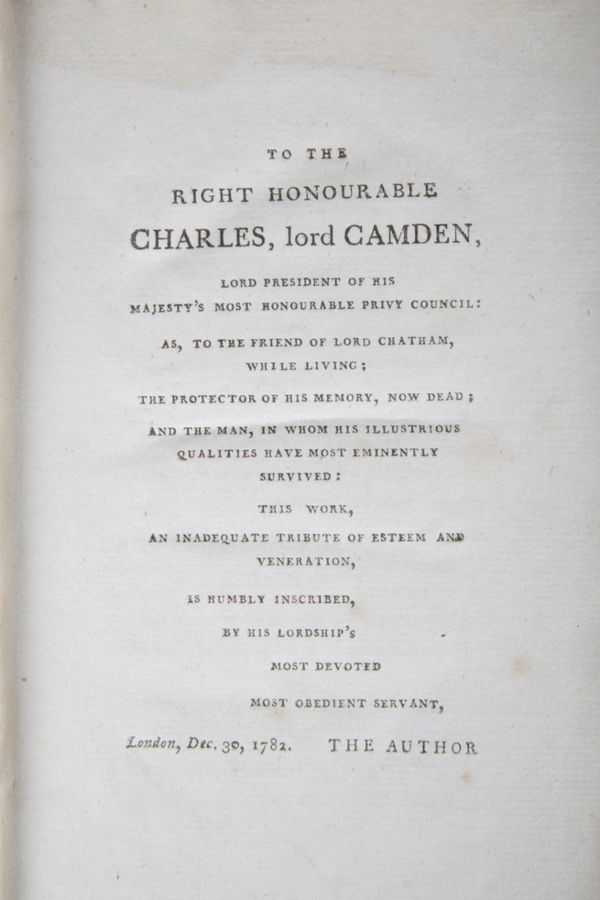 TO THE
RIGHT HONOURABLE
CHARLES, lord CAMDEN,
LORD PRESIDENT OF HIS
MAJESTY'S MOST HONOURABLE PRIVY COUNCIL:
AS, TO THE FRIEND OF LORD CHATHAM,
WHILE LIVING;
THE PROTECTOR OF HIS MEMORY, NOW DEAD;
AND THE MAN, IN WHOM HIS ILLUSTRIOUS
QUALITIES HAVE MOST EMINENTLY
SURVIVED:
THIS WORK,
AN INADEQUATE TRIBUTE OF ESTEEM AND
VENERATION,
IS HUMBLY INSCRIBED,
BY HIS LORDSHIP's
MOST DEVOTED
MOST OBEDIENT SERVANT,
London, Dec. 30, 1782. THE AUTHOR